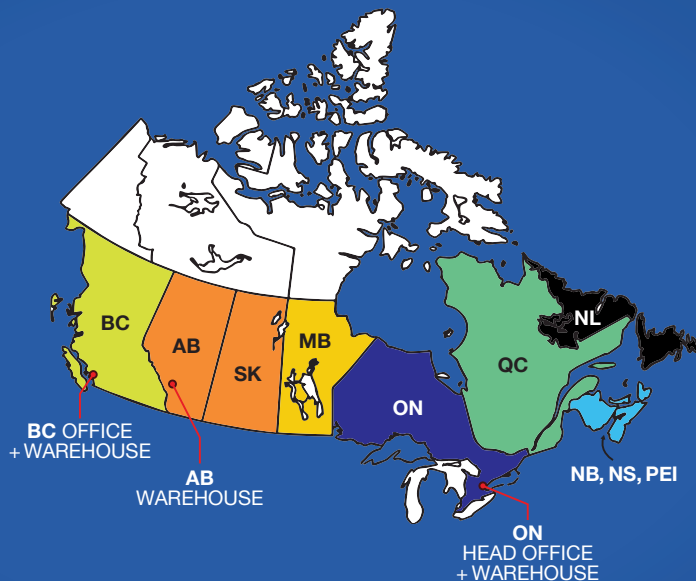 BC
AB
SK
MB
ON
QC
NL
NB, NS, PEI
BC OFFICE
+ WAREHOUSE
AB
WAREHOUSE
ON
HEAD OFFICE
+ WAREHOUSE